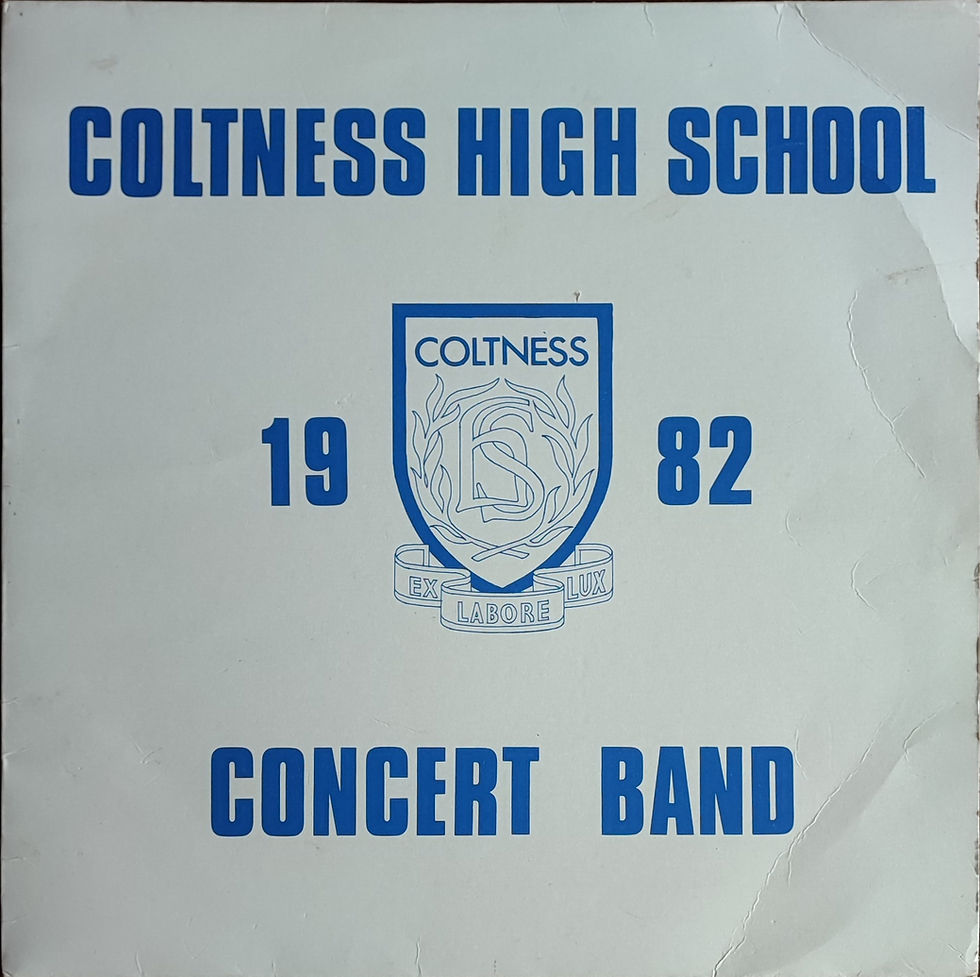 COLTNESS HIGH SCHOOL
COLTNESS
19 82
EX LABORE LUX
CONCERT BAND